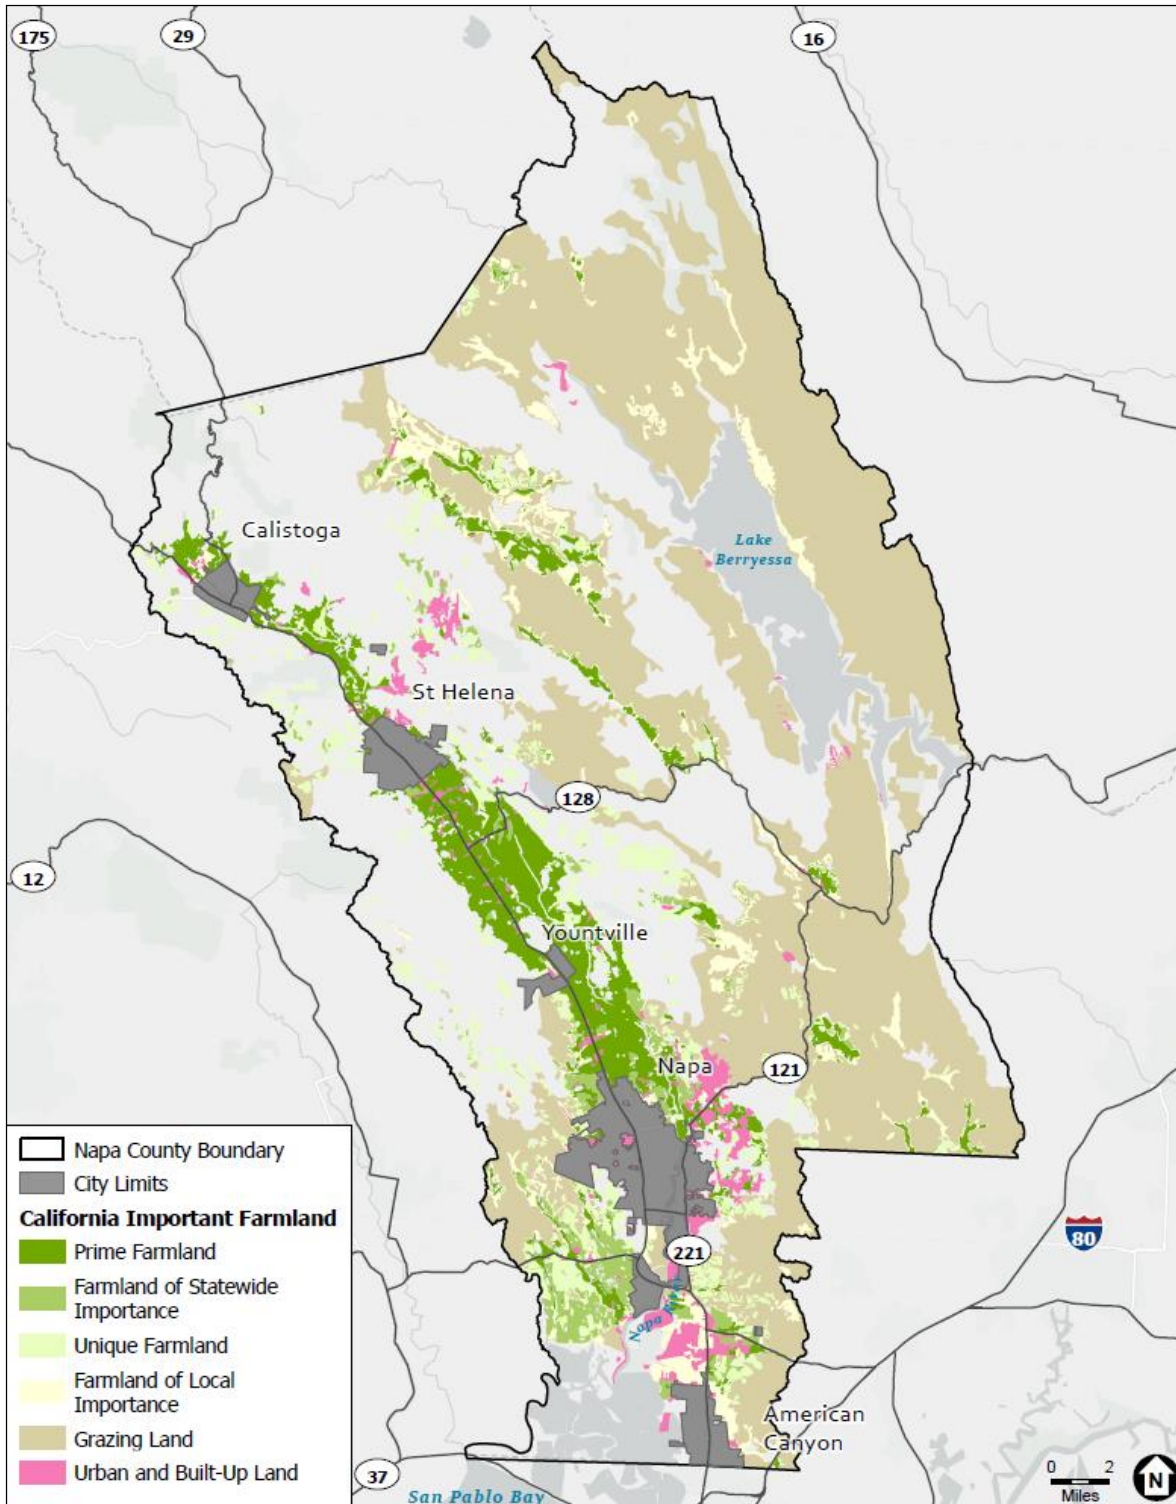 175
29
16
Calistoga
Lake
Berryessa
St Helena
128
12
Yountville
Napa
121
221
Napa River
80
American
Canyon
37
San Pablo Bay
Napa County Boundary
City Limits
California Important Farmland
Prime Farmland
Farmland of Statewide
Importance
Unique Farmland
Farmland of Local
Importance
Grazing Land
Urban and Built-Up Land
0 2
Miles
N